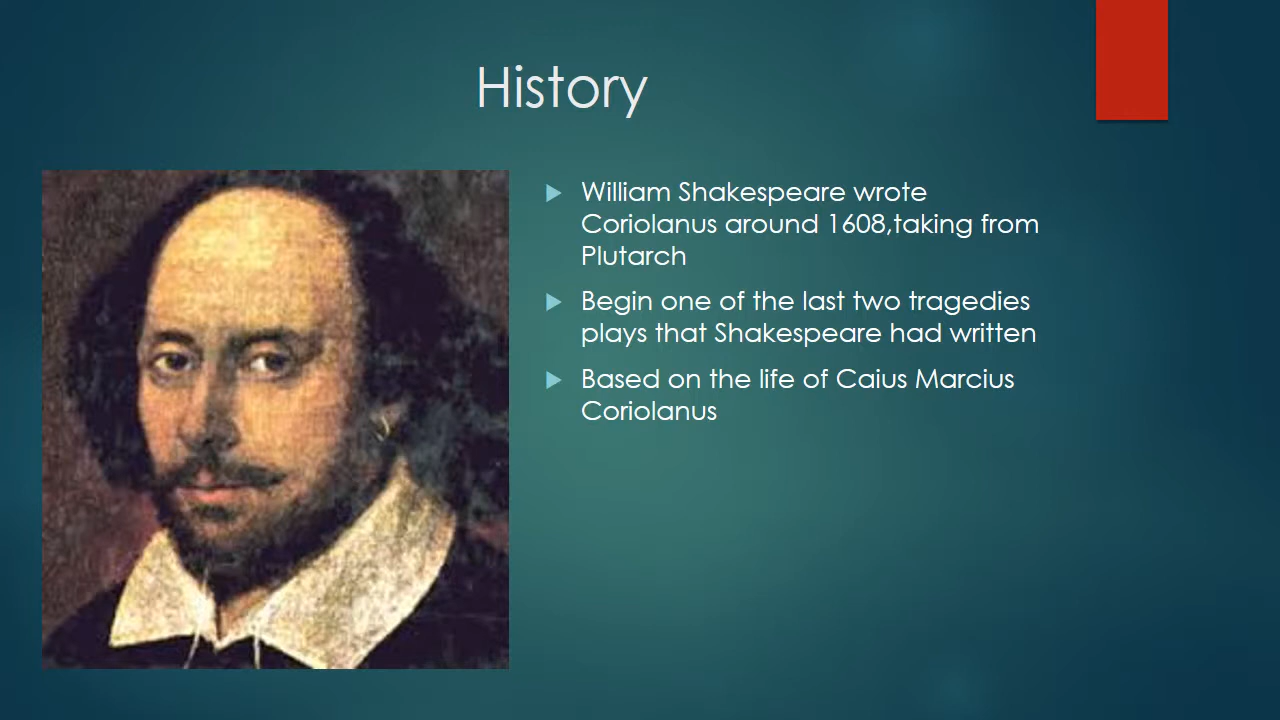 History
William Shakespeare wrote
Coriolanus around 1608,taking from
Plutarch
Begin one of the last two tragedies
plays that Shakespeare had written
Based on the life of Caius Marcius
Coriolanus